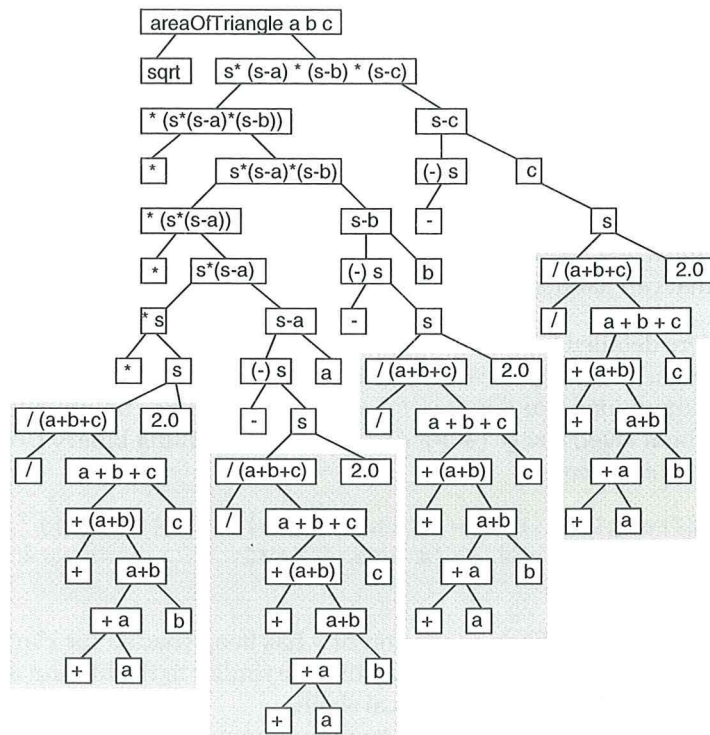 areaOfTriangle a b c
sqrt s* (s-a) * (s-b) * (s-c)
* (s*(s-a)*(s-b)) s-c
* s*(s-a)*(s-b) (-) s c
* (s*(s-a)) s-b - s
* s*(s-a) (-) s b / (a+b+c) 2.0
* s s-a - s / a + b + c
* s (-) s a / (a+b+c) 2.0 + (a+b) c
/ (a+b+c) 2.0 - s / a + b + c + a+b
/ a + b + c / (a+b+c) 2.0 + (a+b) c + a b
+ (a+b) c / a + b + c + a+b + a
+ a+b + (a+b) c + a b
+ a b + a+b + a
+ a + a b
+ a